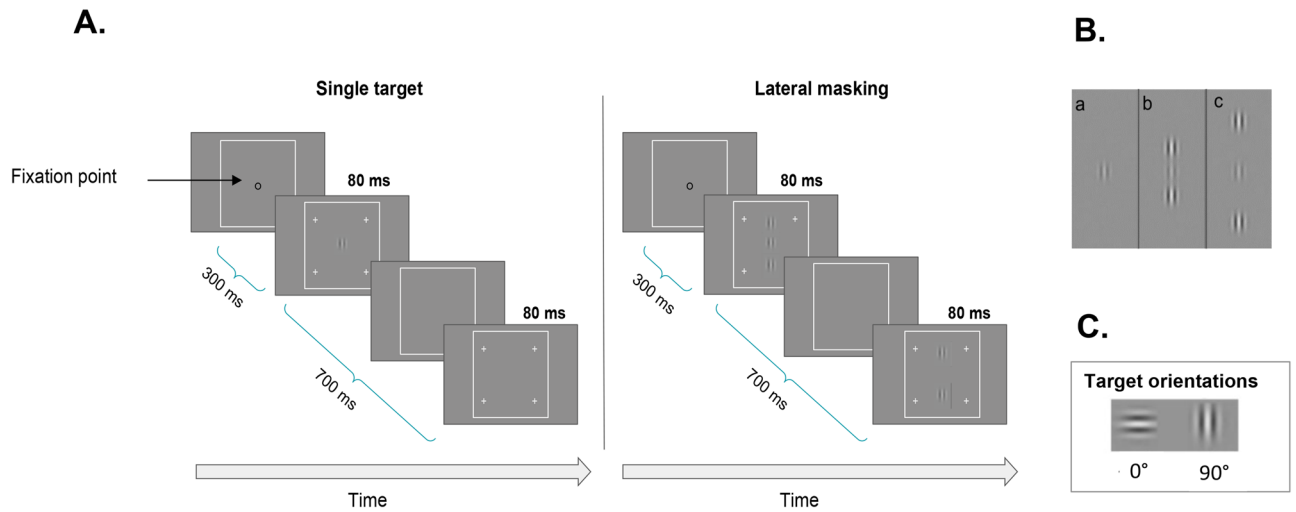 A.
Single target
Fixation point
80 ms
300 ms
80 ms
700 ms
Time
Lateral masking
80 ms
300 ms
80 ms
700 ms
Time
B.
a b c
C.
Target orientations
0° 90°